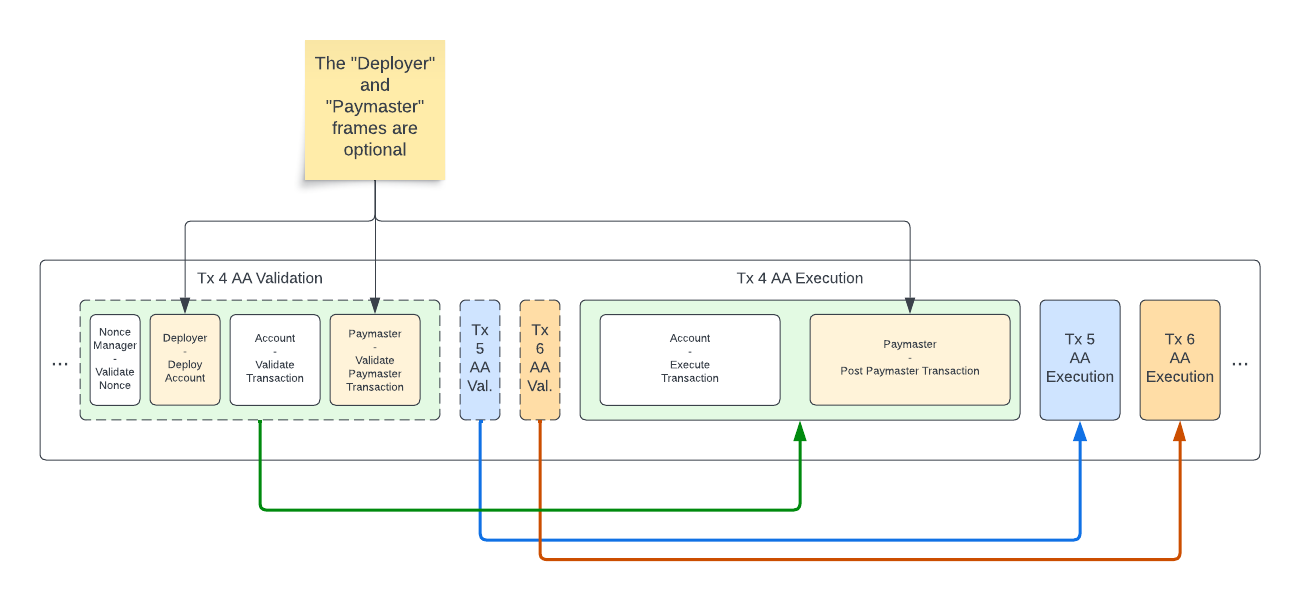 The "Deployer"
and
"Paymaster"
frames are
optional
Tx 4 AA Validation
Tx 4 AA Execution
...
Nonce
Manager
-
Validate
Nonce
Deployer
-
Deploy
Account
Account
-
Validate
Transaction
Paymaster
-
Validate
Paymaster
Transaction
Tx
5
AA
Val.
Tx
6
AA
Val.
Account
-
Execute
Transaction
Paymaster
-
Post Paymaster Transaction
Tx 5
AA
Execution
Tx 6
AA
Execution
...